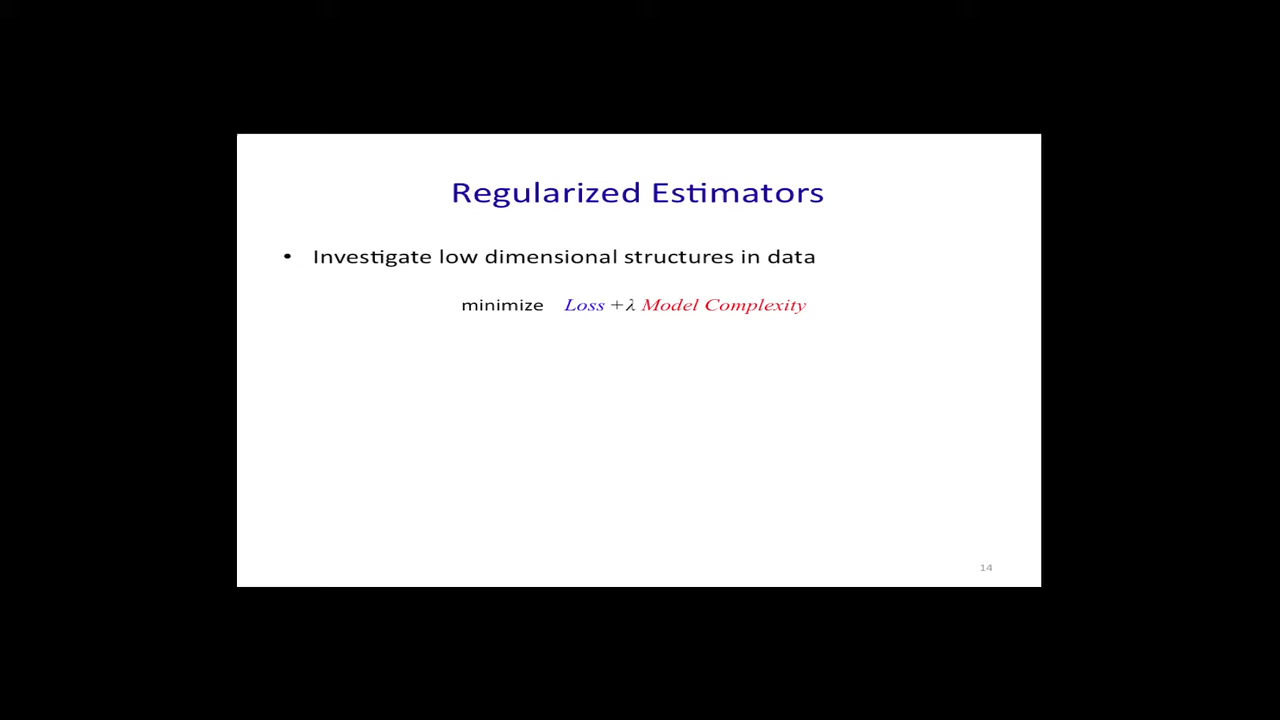 Regularized Estimators
• Investigate low dimensional structures in data
minimize Loss + λ Model Complexity
14